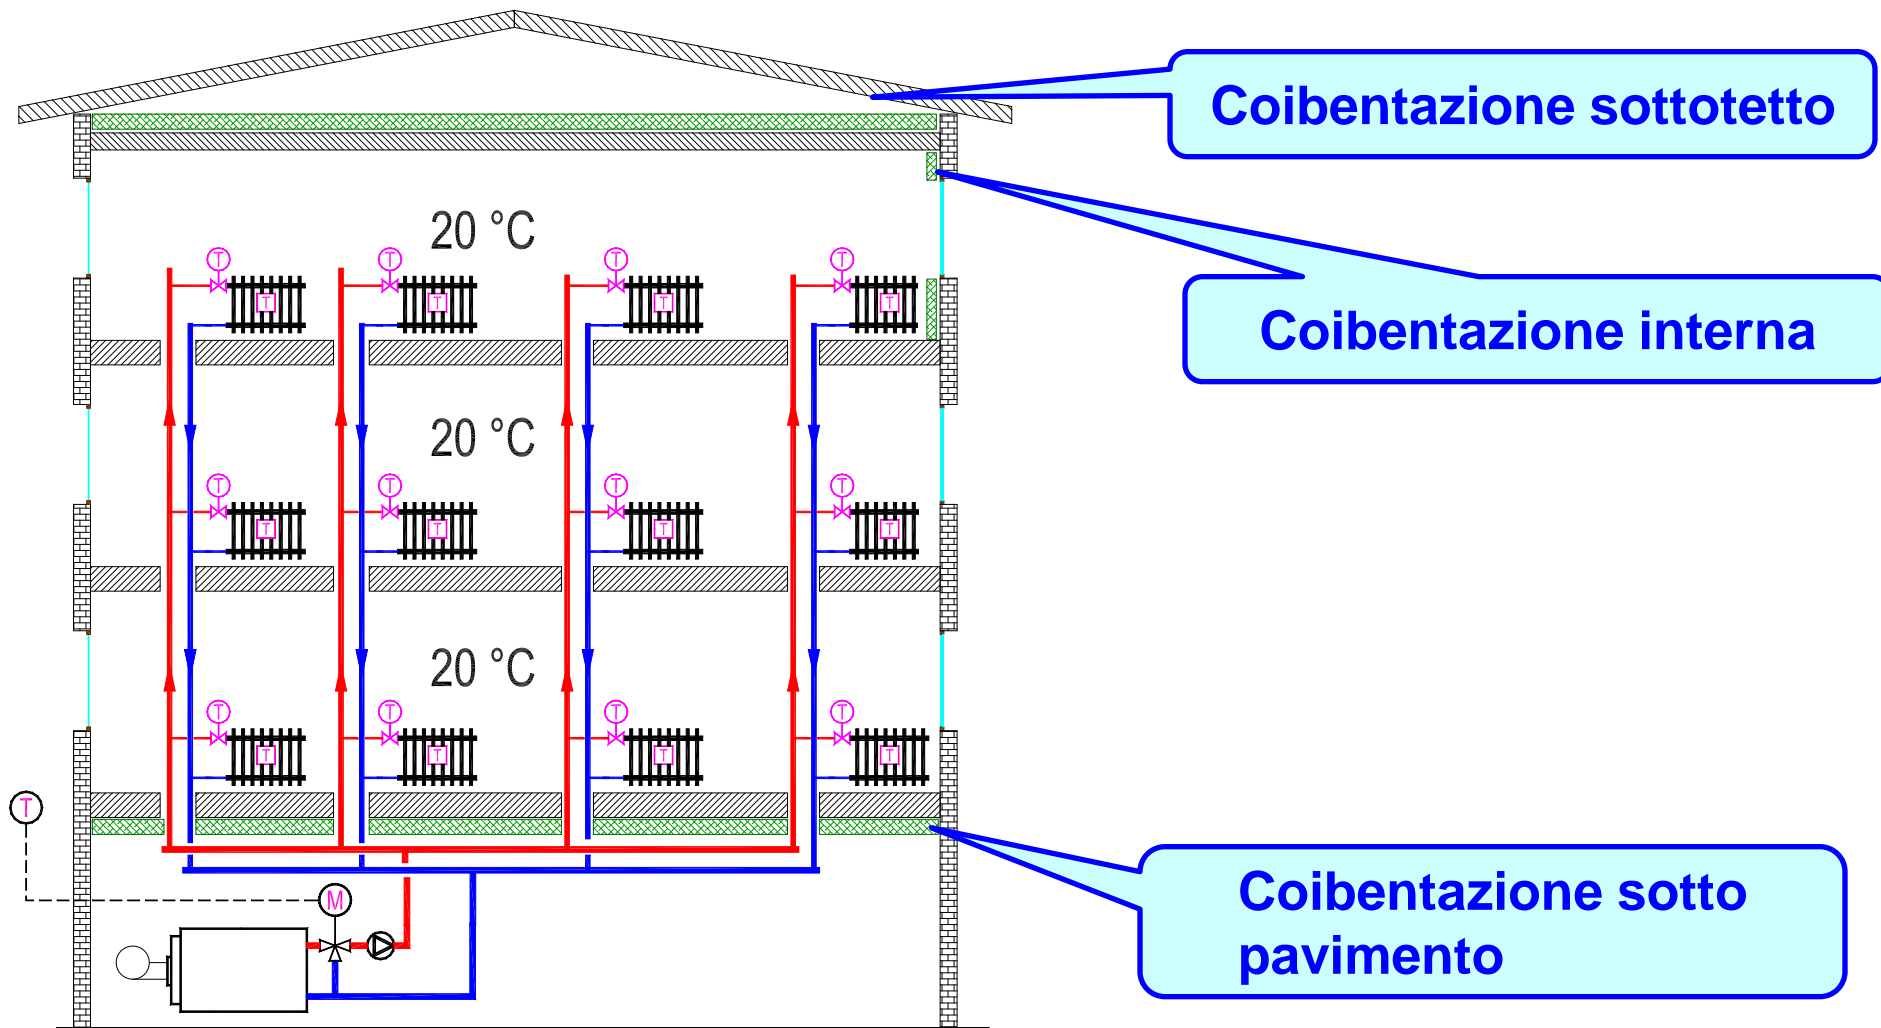 Coibentazione sottotetto
20 °C
T T T T
T T T T
Coibentazione interna
20 °C
T T T T
T T T T
20 °C
T T T T
T T T T
T
Coibentazione sotto
pavimento
M